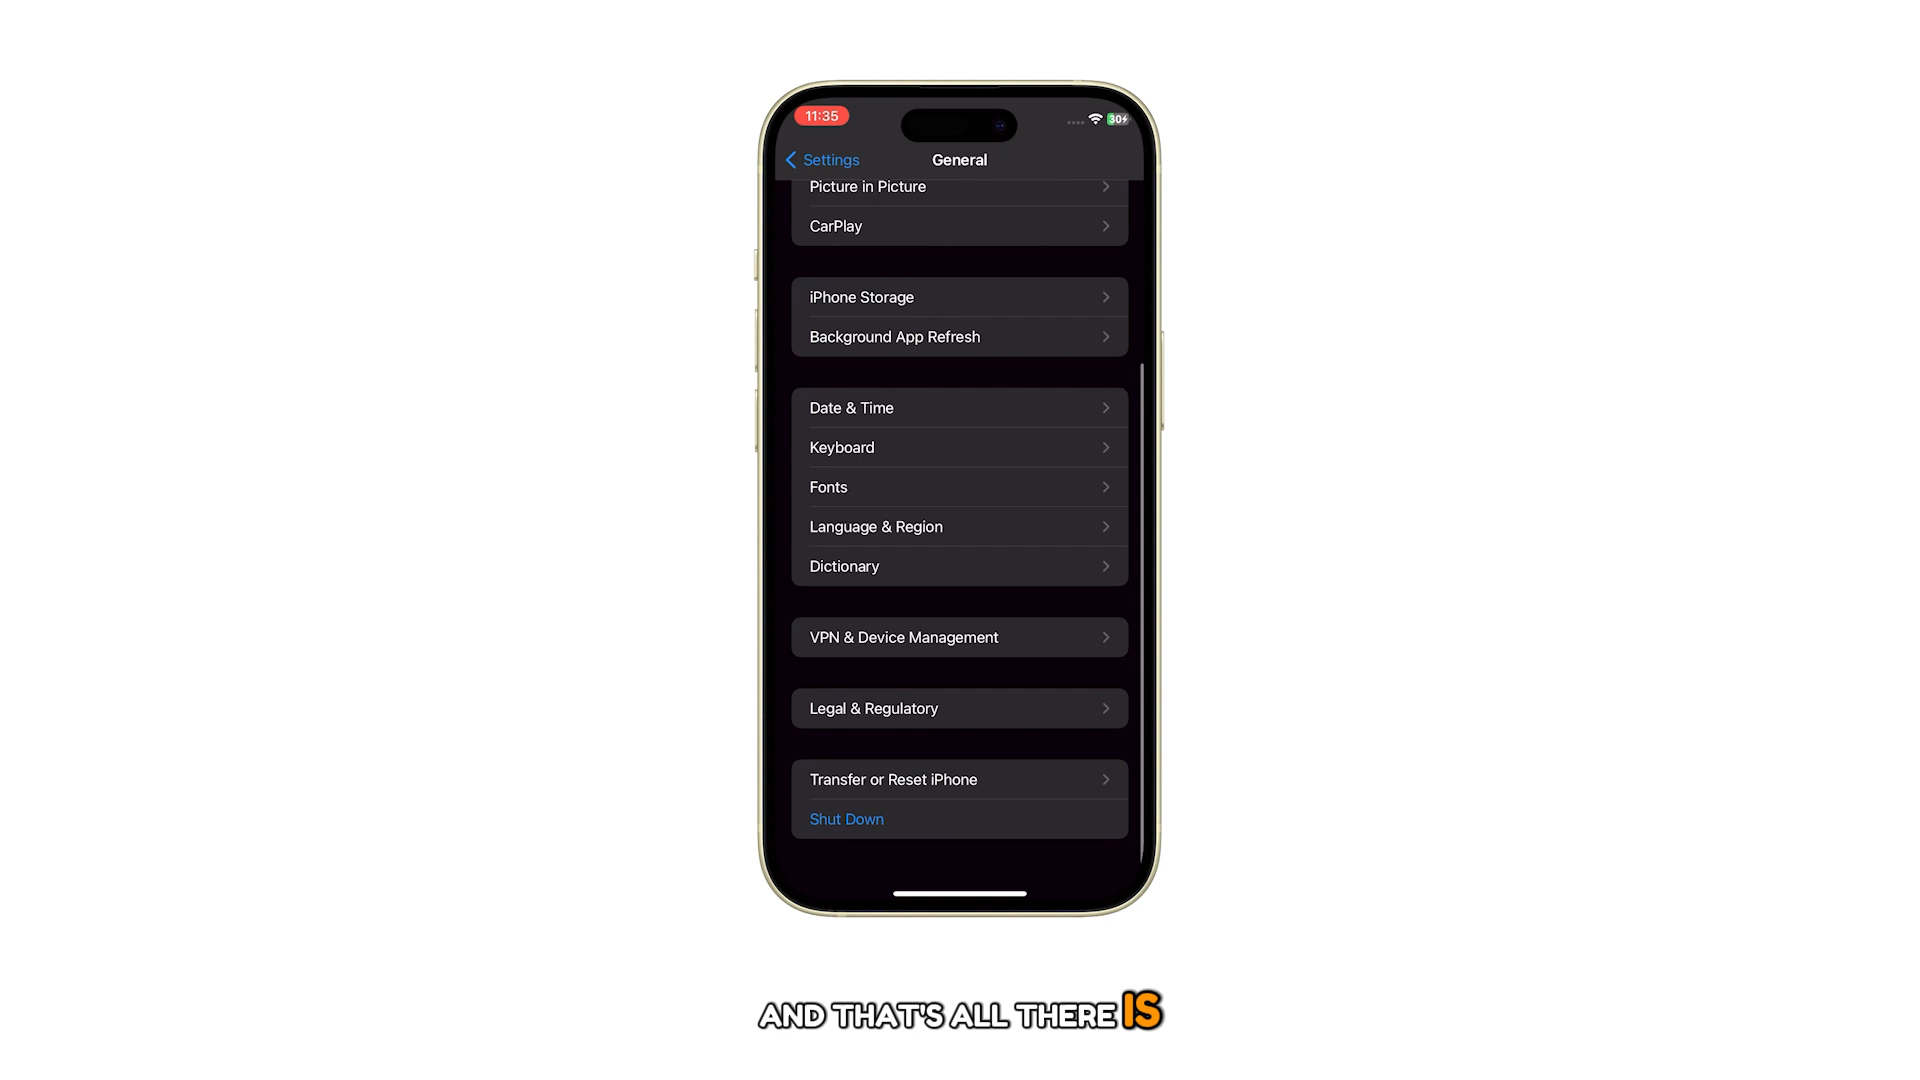 11:35
30
Settings
General
Picture in Picture
CarPlay
iPhone Storage
Background App Refresh
Date & Time
Keyboard
Fonts
Language & Region
Dictionary
VPN & Device Management
Legal & Regulatory
Transfer or Reset iPhone
Shut Down
AND THAT'S ALL THERE IS